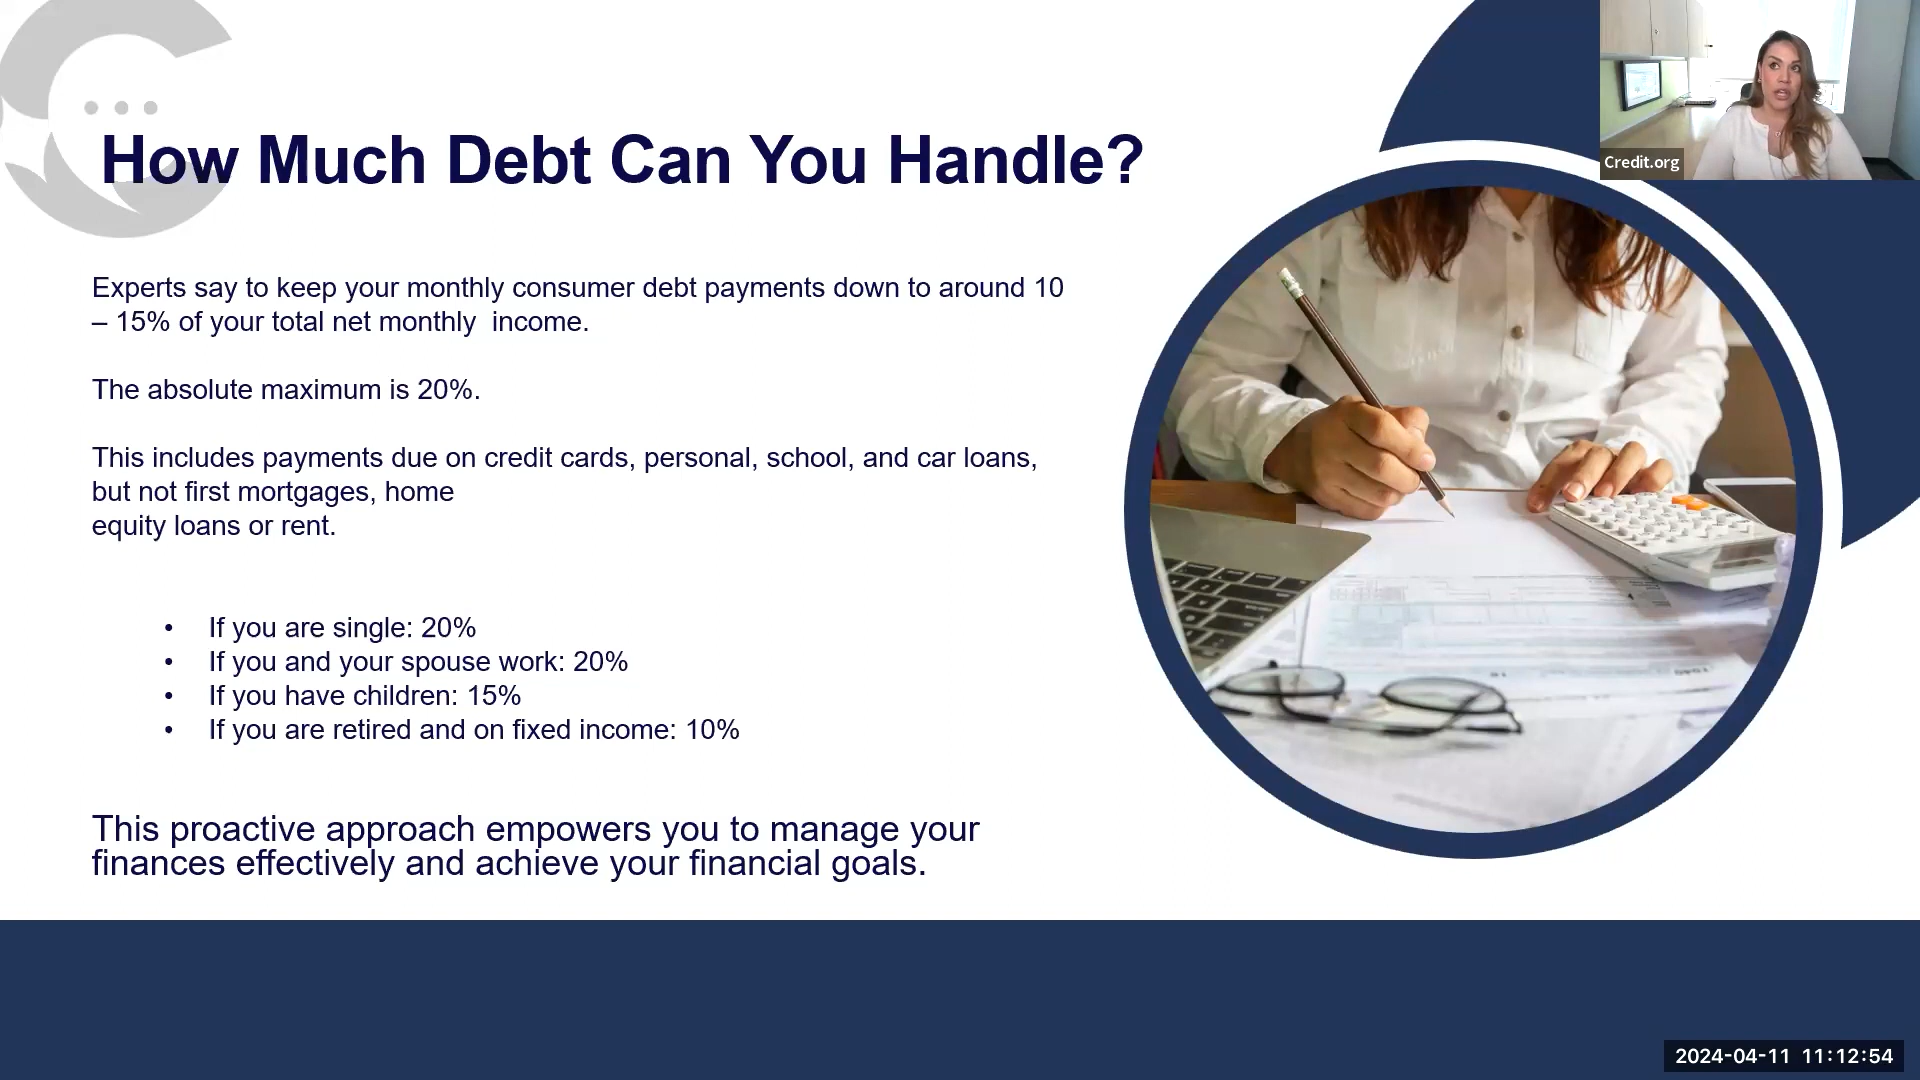 How Much Debt Can You Handle?
Credit.org
Experts say to keep your monthly consumer debt payments down to around 10
– 15% of your total net monthly  income.
The absolute maximum is 20%.
This includes payments due on credit cards, personal, school, and car loans,
but not first mortgages, home
equity loans or rent.
• If you are single: 20%
• If you and your spouse work: 20%
• If you have children: 15%
• If you are retired and on fixed income: 10%
This proactive approach empowers you to manage your
finances effectively and achieve your financial goals.
2024-04-11 11:12:54